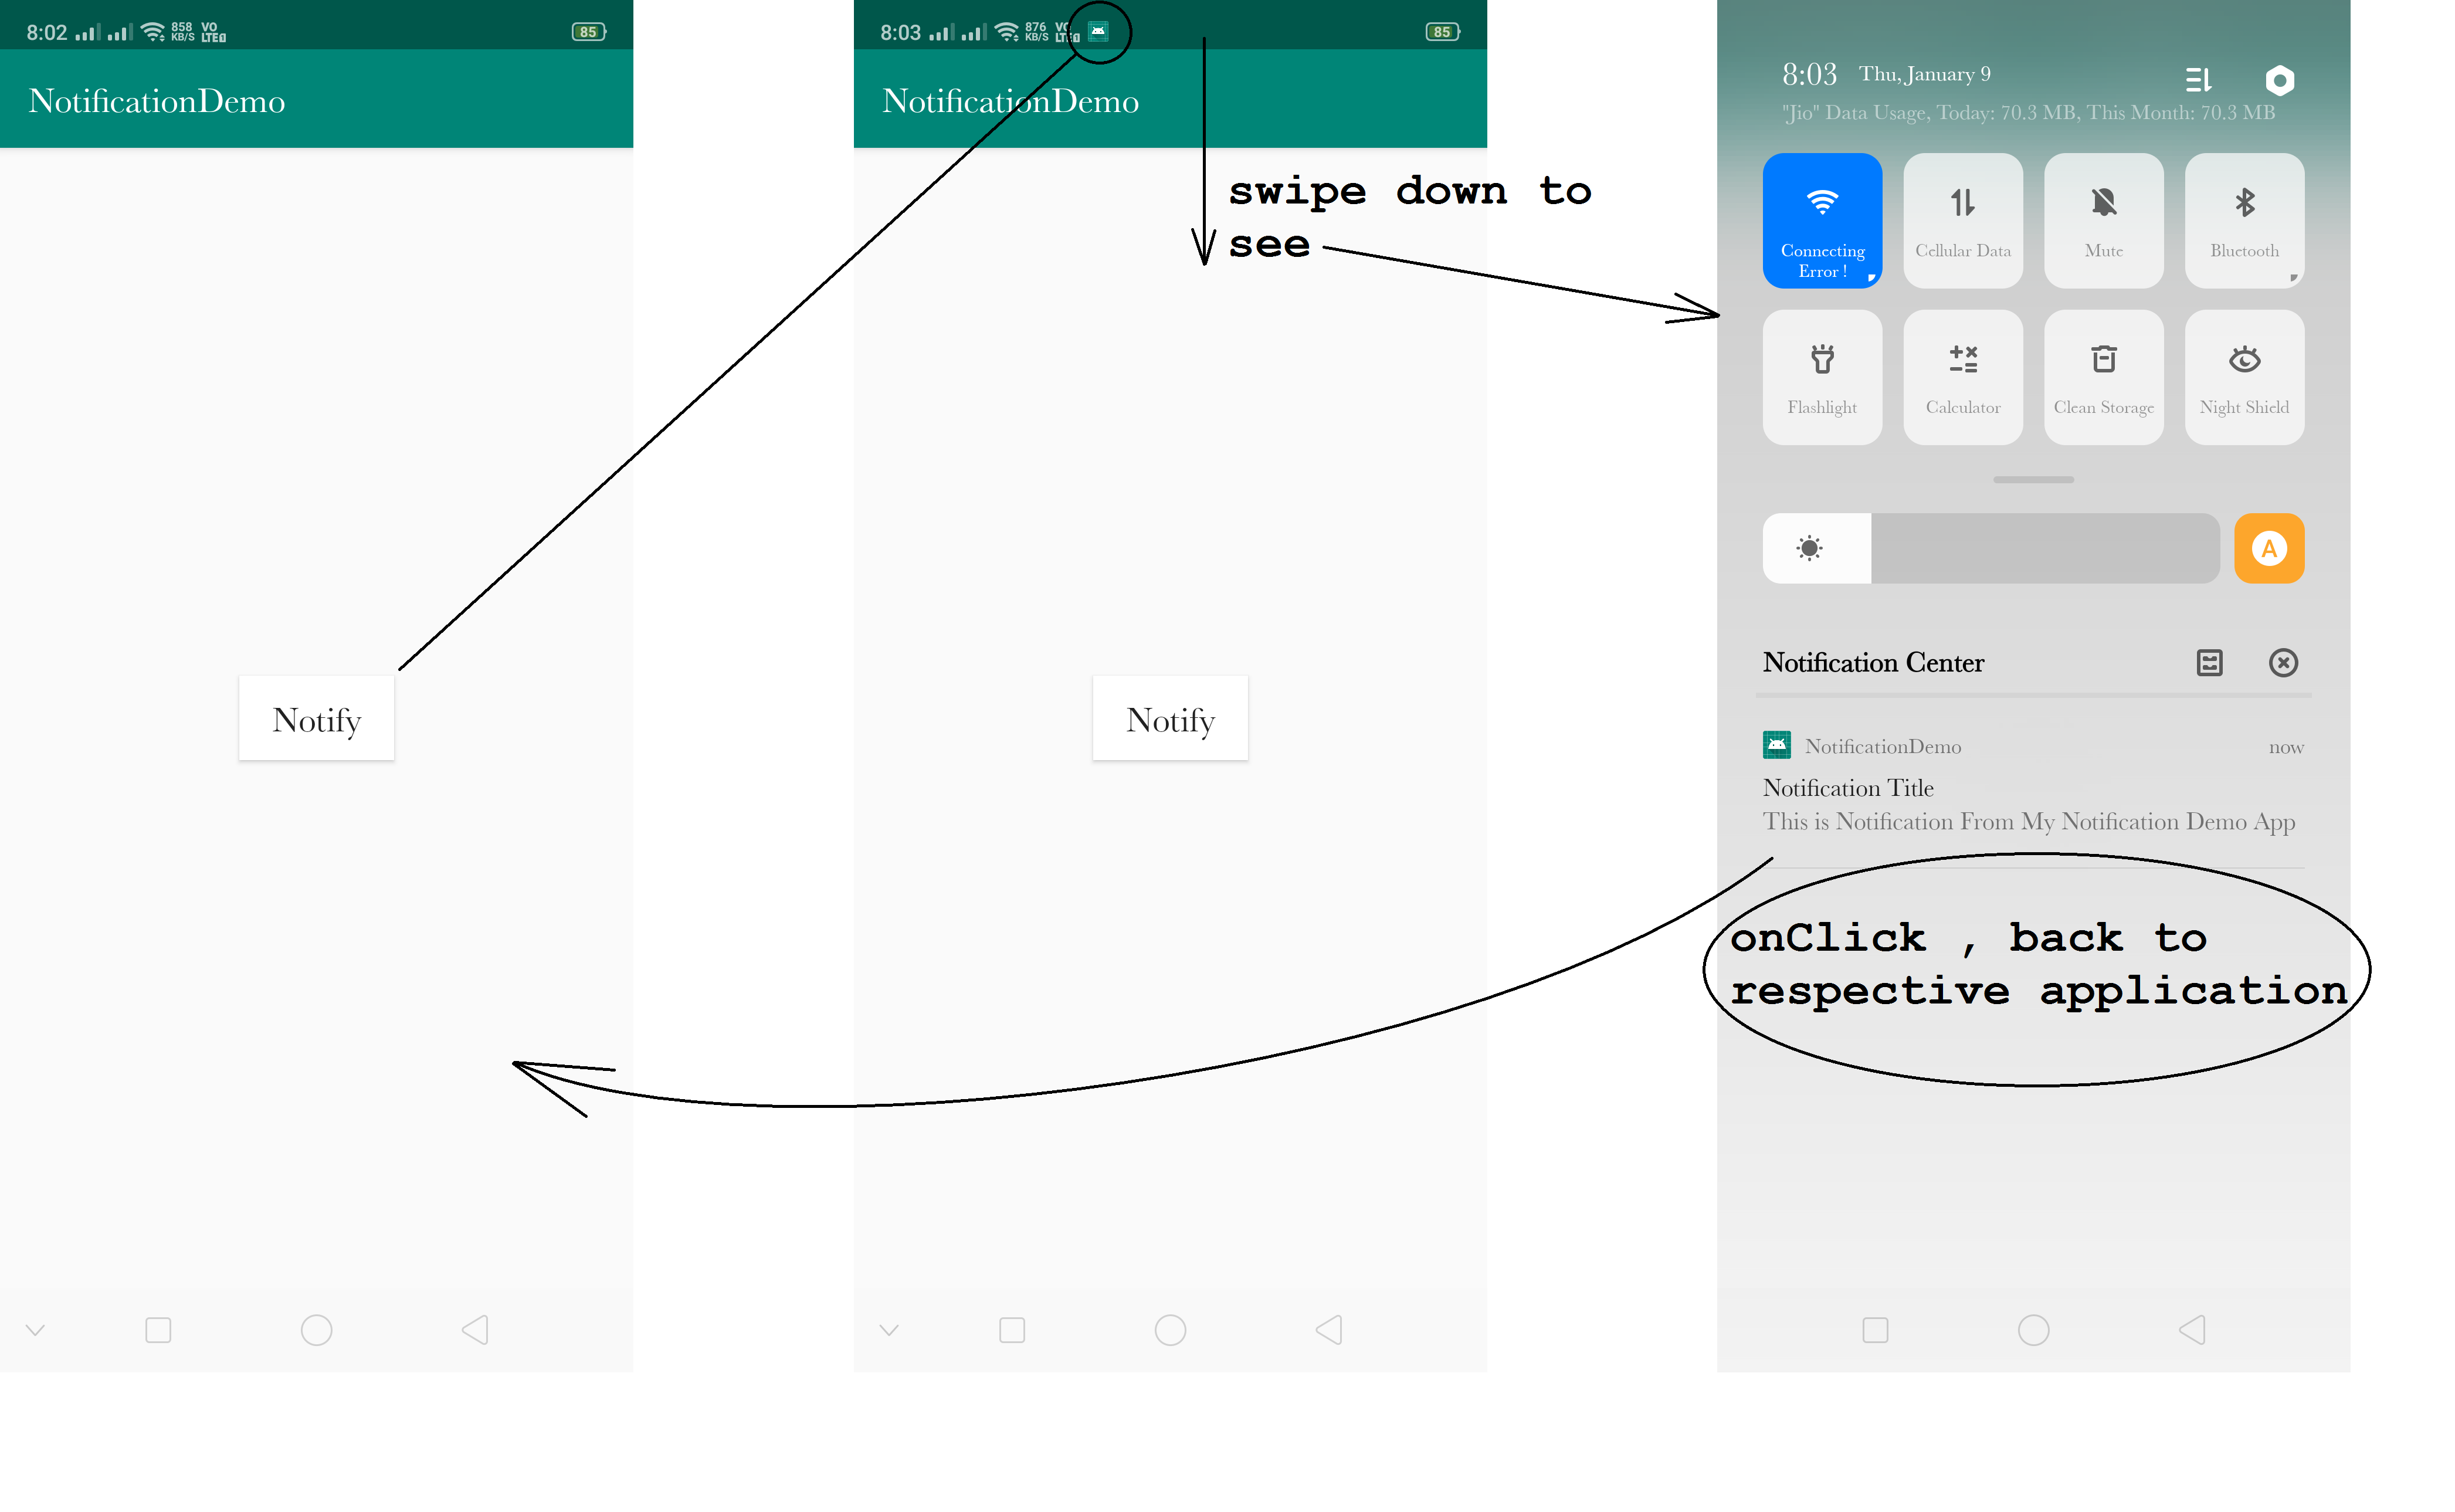 8:02 858 KB/S VO LTE 85
NotificationDemo
Notify
8:03 876 KB/S VO LTE 85
NotificationDemo
swipe down to
see
Notify
8:03 Thu, January 9
"Jio" Data Usage, Today: 70.3 MB, This Month: 70.3 MB
Connecting Error !
Cellular Data
Mute
Bluetooth
Flashlight
Calculator
Clean Storage
Night Shield
A
Notification Center
NotificationDemo now
Notification Title
This is Notification From My Notification Demo App
onClick , back to
respective application